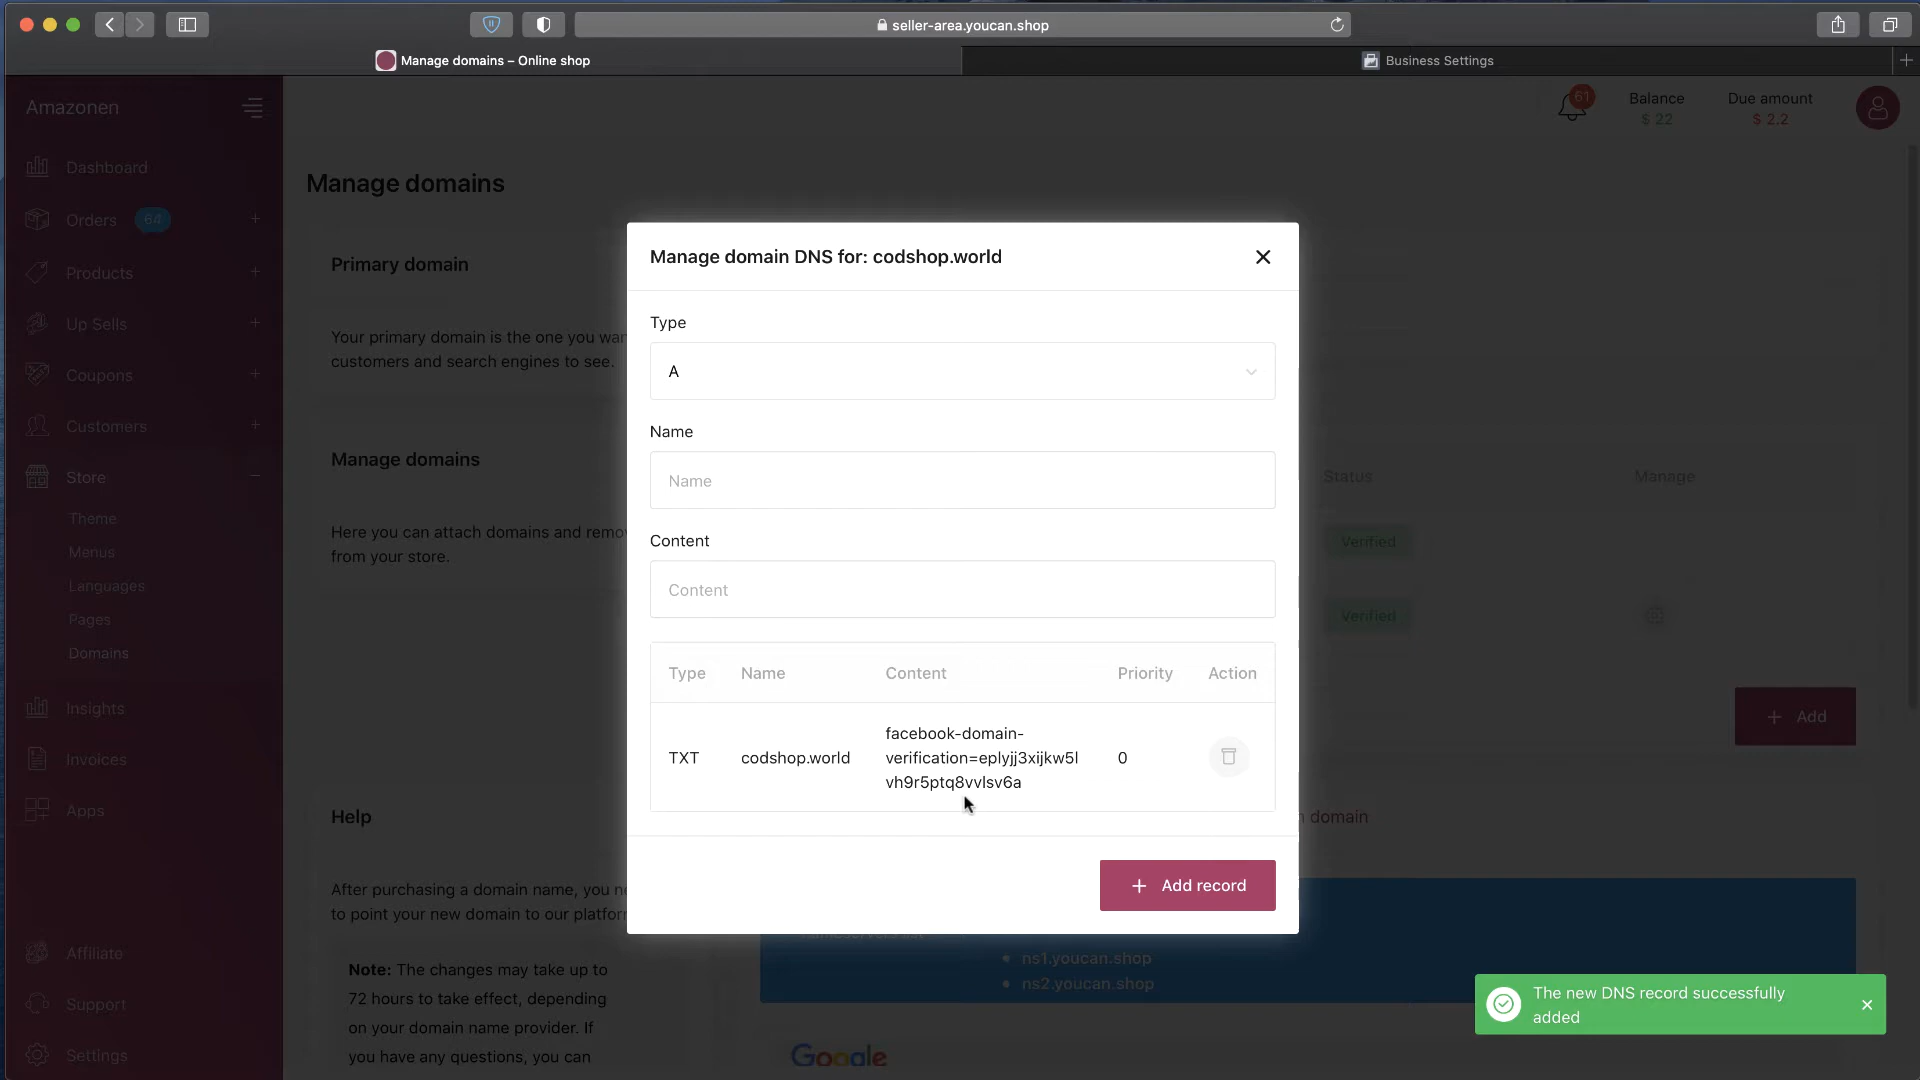 seller-area.youcan.shop
Manage domains – Online shop
Business Settings
Amazonen
61
Balance
$ 22
Due amount
$ 2.2
Dashboard
Orders 64 +
Products +
Up Sells +
Coupons +
Customers +
Store −
Theme
Menus
Languages
Pages
Domains
Insights
Invoices
Apps
Affiliate
Support
Settings
Manage domains
Primary domain
Your primary domain is the one you
customers and search engines to see.
Manage domains
Here you can attach domains and
from your store.
Status
Manage
Verified
Verified
+ Add
Help
After purchasing a domain name, you
to point your new domain to our
Note: The changes may take up to
72 hours to take effect, depending
on your domain name provider. If
you have any questions, you can
domain
ns1.youcan.shop
ns2.youcan.shop
Google
Manage domain DNS for: codshop.world
Type
A
Name
Name
Content
Content
Type Name Content Priority Action
facebook-domain-
TXT codshop.world verification=eplyjj3xijkw5l 0
vh9r5ptq8vvlsv6a
+ Add record
The new DNS record successfully
added